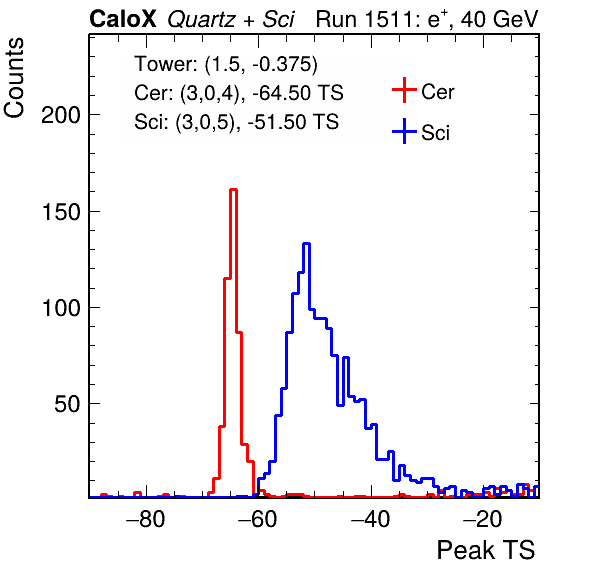 CaloX Quartz + Sci Run 1511: e⁺, 40 GeV
Counts
Tower: (1.5, -0.375)
Cer: (3,0,4), -64.50 TS
Sci: (3,0,5), -51.50 TS
Cer
Sci
200
150
100
50
−80 −60 −40 −20
Peak TS